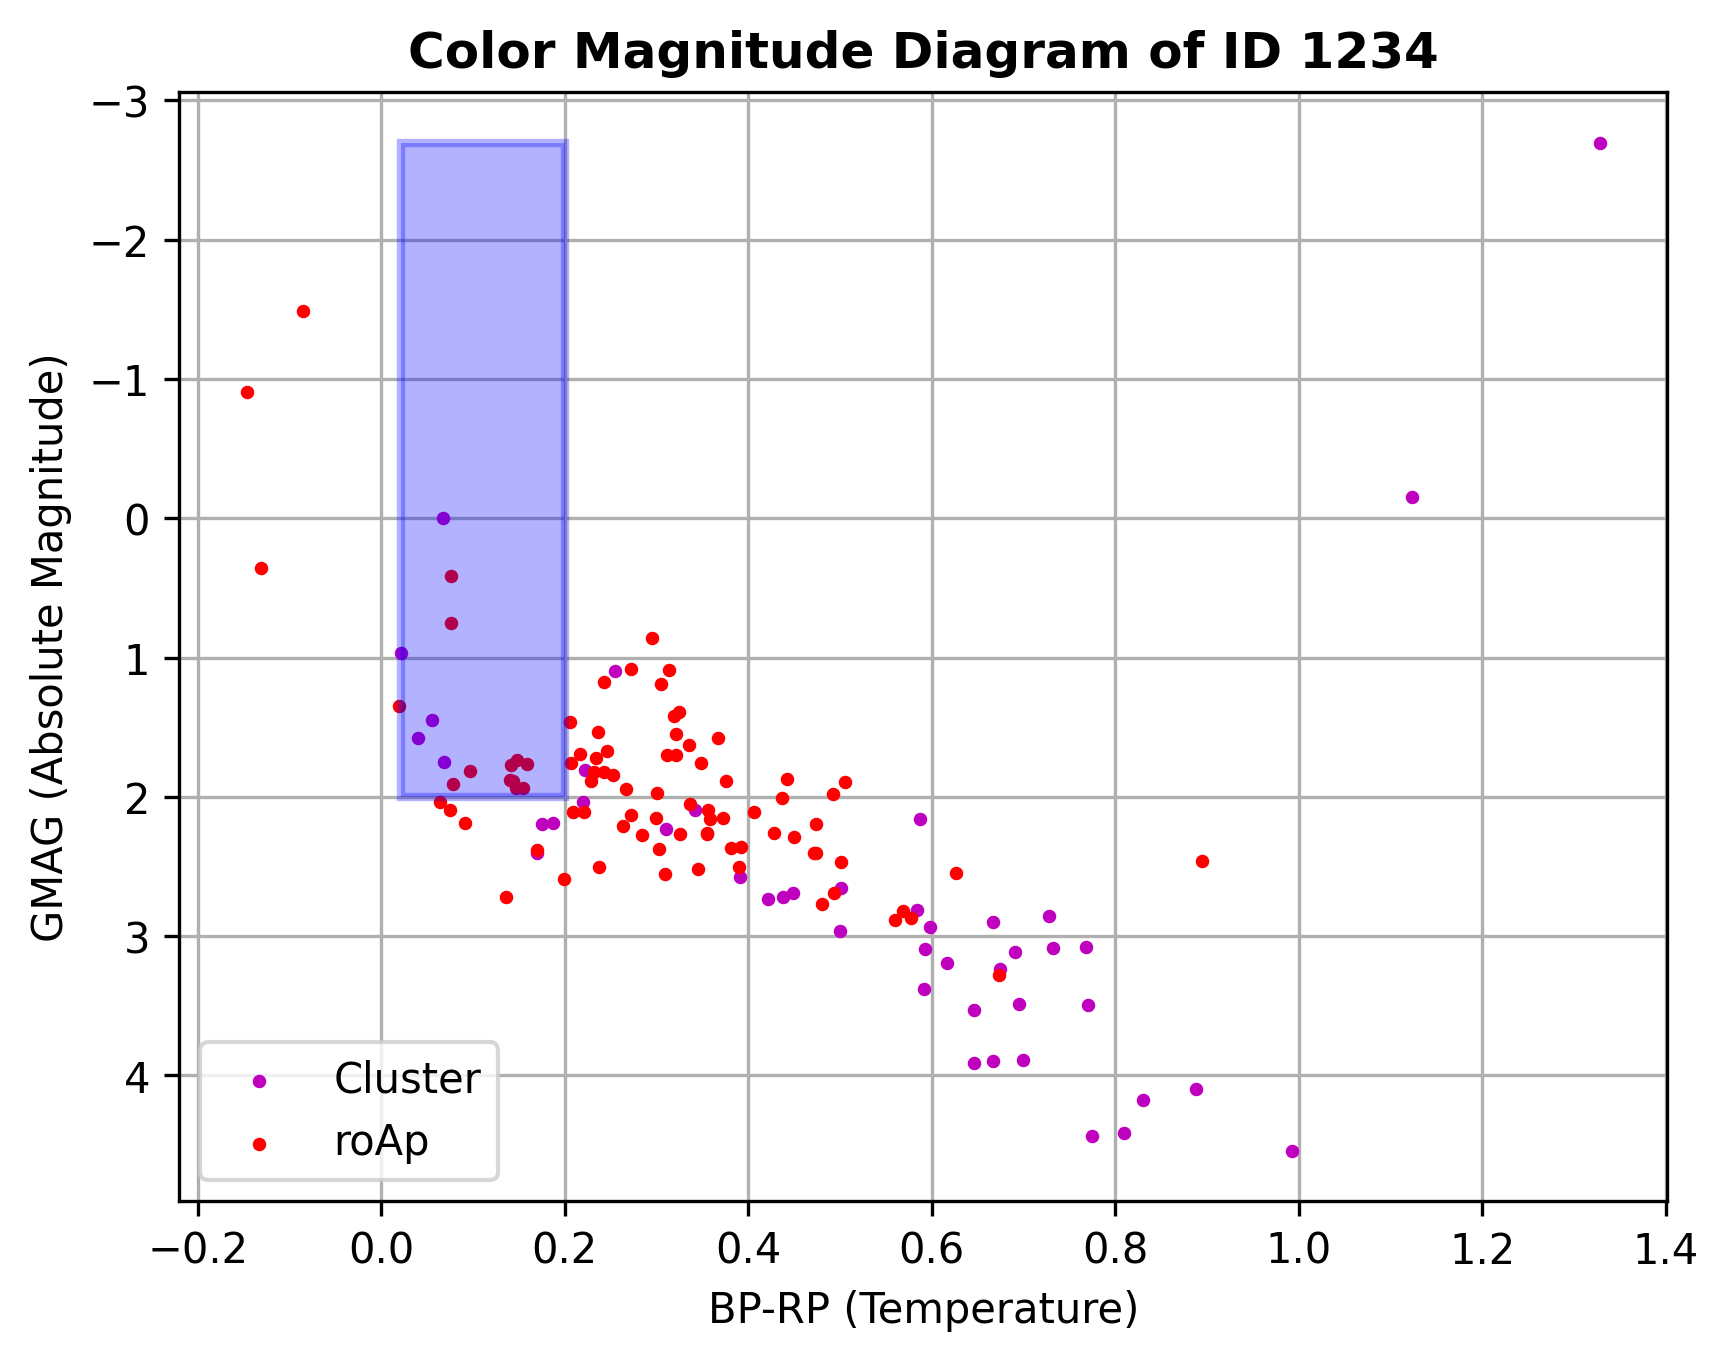 Color Magnitude Diagram of ID 1234
−3
−2
−1
0
1
2
3
4
GMAG (Absolute Magnitude)
Cluster
roAp
−0.2 0.0 0.2 0.4 0.6 0.8 1.0 1.2 1.4
BP-RP (Temperature)